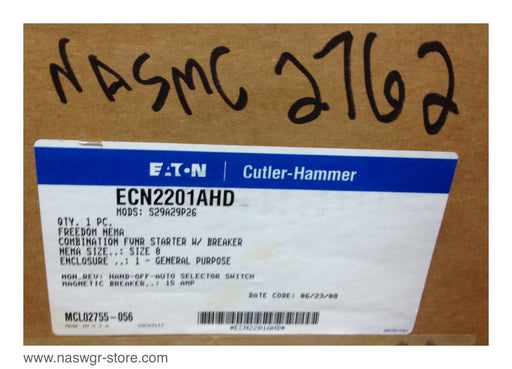 NASMC 2762
EATON Cutler-Hammer
ECN2201AHD
MODS: S29A29P26
QTY. 1 PC.
FREEDOM NEMA
COMBINATION FVNR STARTER W/ BREAKER
NEMA SIZE..: SIZE 0
ENCLOSURE ..: 1 - GENERAL PURPOSE
NON.REV: HAND-OFF-AUTO SELECTOR SWITCH
MAGNETIC BREAKER..: 15 AMP
DATE CODE: 06/23/08
MCL02755-056
MADE IN U S A
*ECN2201AHD*
www.naswgr-store.com